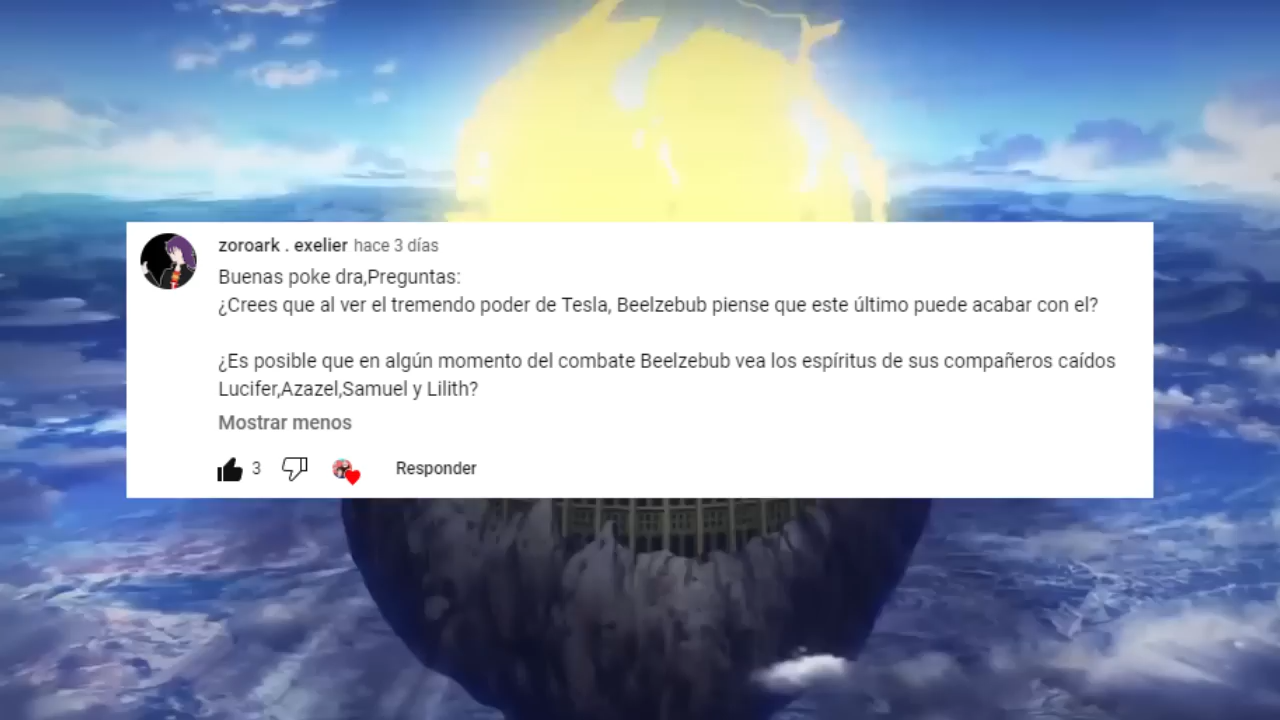 zoroark . exelier hace 3 días
Buenas poke dra,Preguntas:
¿Crees que al ver el tremendo poder de Tesla, Beelzebub piense que este último puede acabar con el?
¿Es posible que en algún momento del combate Beelzebub vea los espíritus de sus compañeros caídos
Lucifer,Azazel,Samuel y Lilith?
Mostrar menos
3
Responder